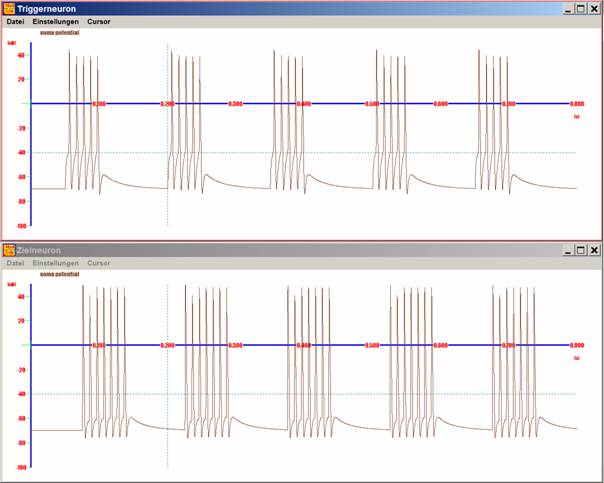 Triggerneuron
Datei Einstellungen Cursor
soma potential
[mV]
40
20
0.100 0.200 0.300 0.400 0.500 0.600 0.700 0.800
[s]
-20
-40
-60
-80
-100
Zielneuron
Datei Einstellungen Cursor
soma potential
[mV]
40
20
0.100 0.200 0.300 0.400 0.500 0.600 0.700 0.800
[s]
-20
-40
-60
-80
-100